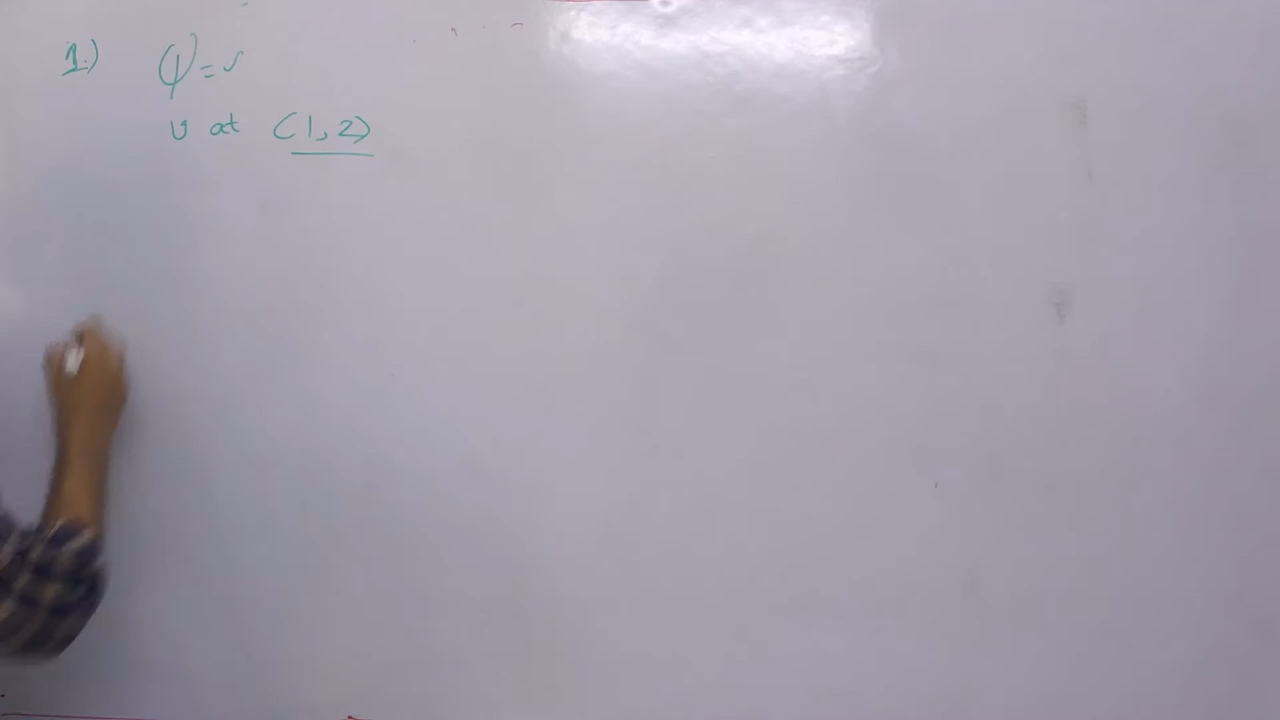 1.) ψ = ✓
v at (1,2)